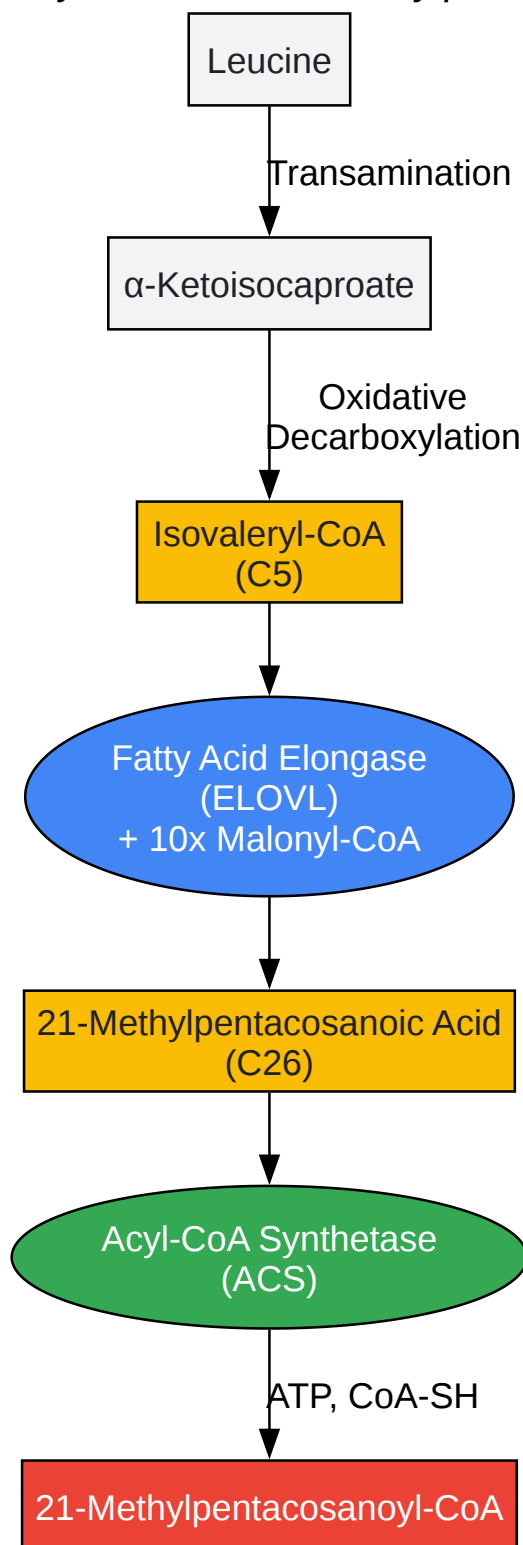 Leucine
Transamination
α-Ketoisocaproate
Oxidative
Decarboxylation
Isovaleryl-CoA
(C5)
Fatty Acid Elongase
(ELOVL)
+ 10x Malonyl-CoA
21-Methylpentacosanoic Acid
(C26)
Acyl-CoA Synthetase
(ACS)
ATP, CoA-SH
21-Methylpentacosanoyl-CoA